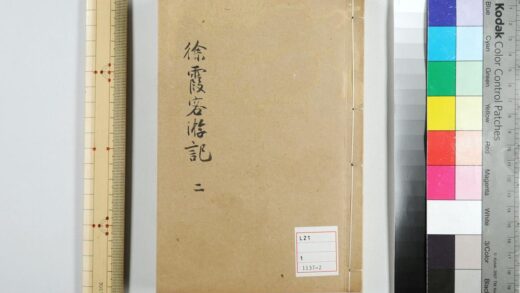 徐霞客游記
二
L21
1
1137-2
Kodak
Color Control Patches
Blue
Cyan
Green
Yellow
Red
Magenta
White
3/Color
Black